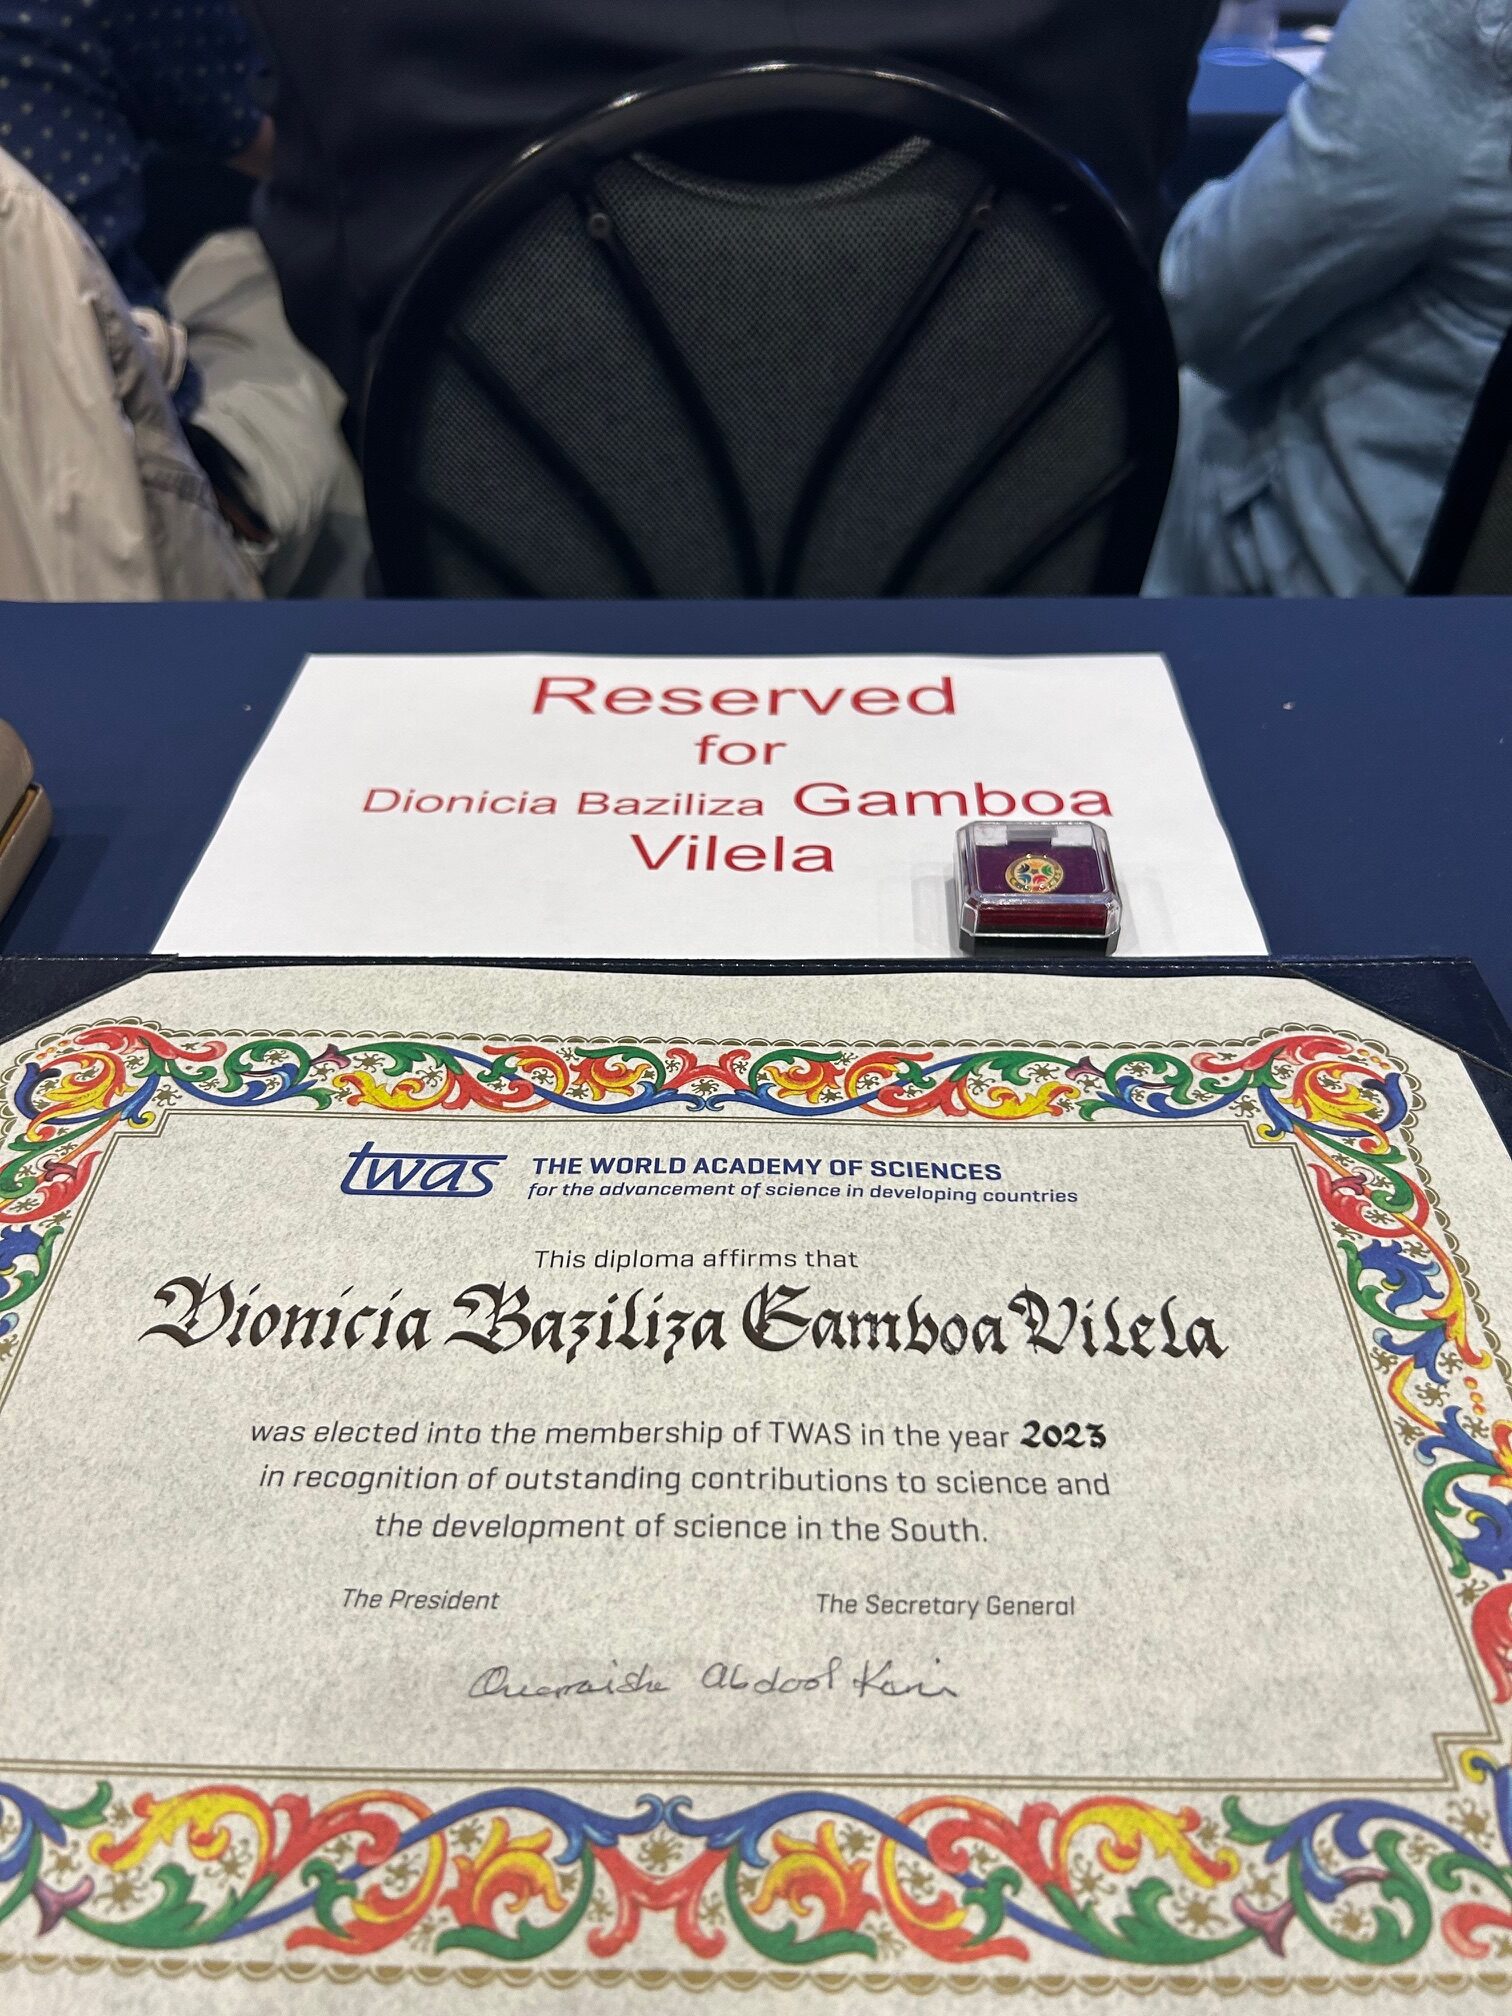 Reserved
for
Dionicia Baziliza Gamboa
Vilela
twas THE WORLD ACADEMY OF SCIENCES
for the advancement of science in developing countries
This diploma affirms that
Dionicia Baziliza Gamboa Vilela
was elected into the membership of TWAS in the year 2023
in recognition of outstanding contributions to science and
the development of science in the South.
The President The Secretary General
Quarraisha Abdool Karim